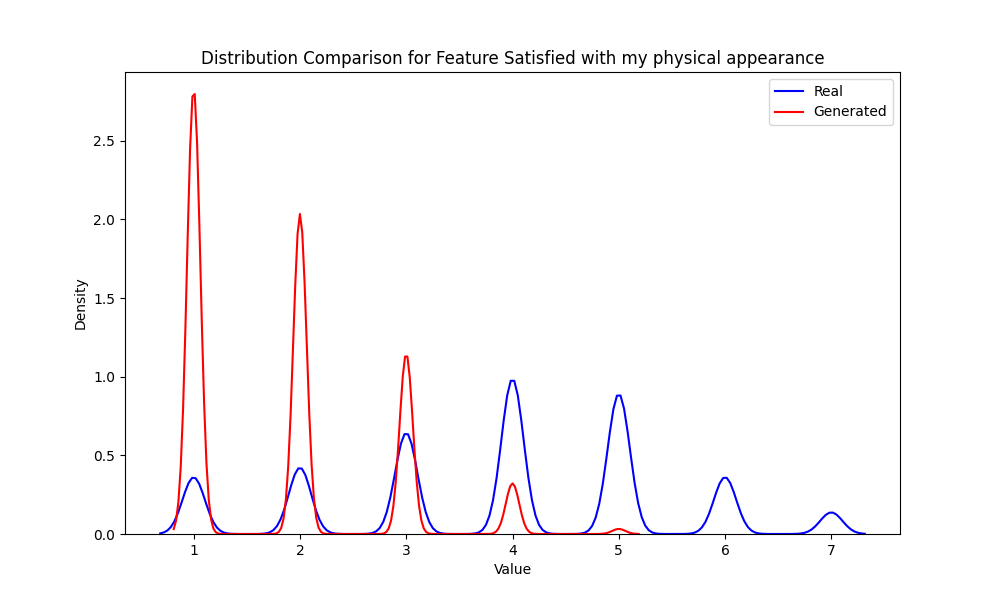 Distribution Comparison for Feature Satisfied with my physical appearance
Real
Generated
Density
2.5
2.0
1.5
1.0
0.5
0.0
1 2 3 4 5 6 7
Value